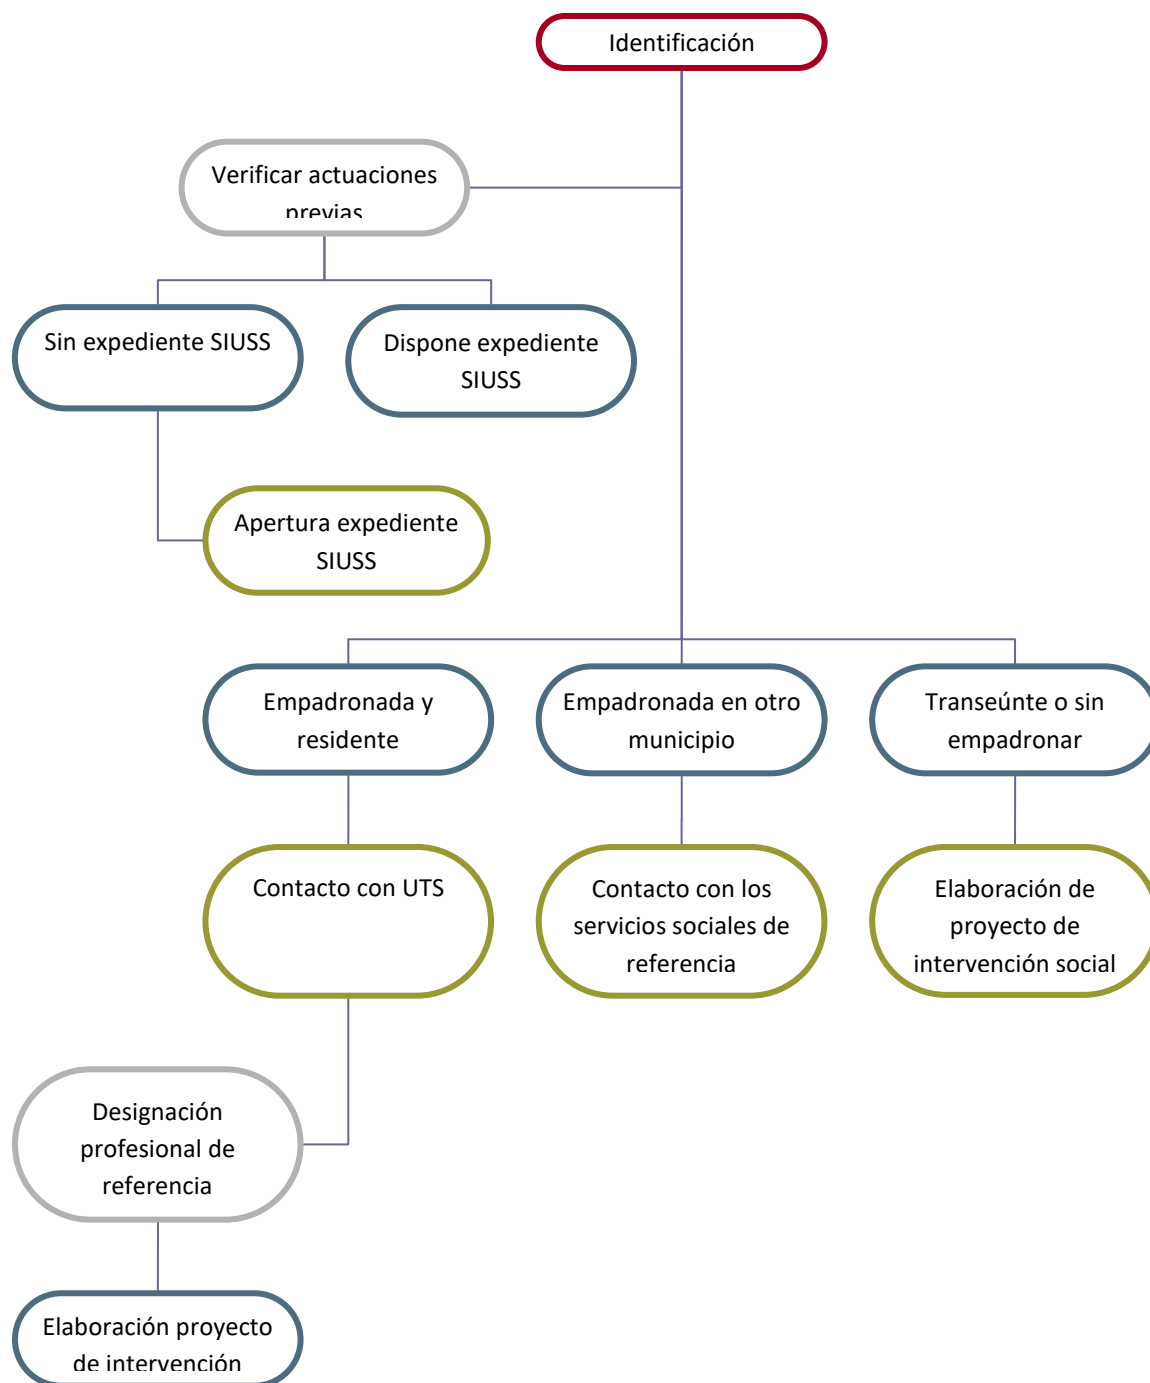 Identificación
Verificar actuaciones
previas
Sin expediente SIUSS
Dispone expediente
SIUSS
Apertura expediente
SIUSS
Empadronada y
residente
Empadronada en otro
municipio
Transeúnte o sin
empadronar
Contacto con UTS
Contacto con los
servicios sociales de
referencia
Elaboración de
proyecto de
intervención social
Designación
profesional de
referencia
Elaboración proyecto
de intervención